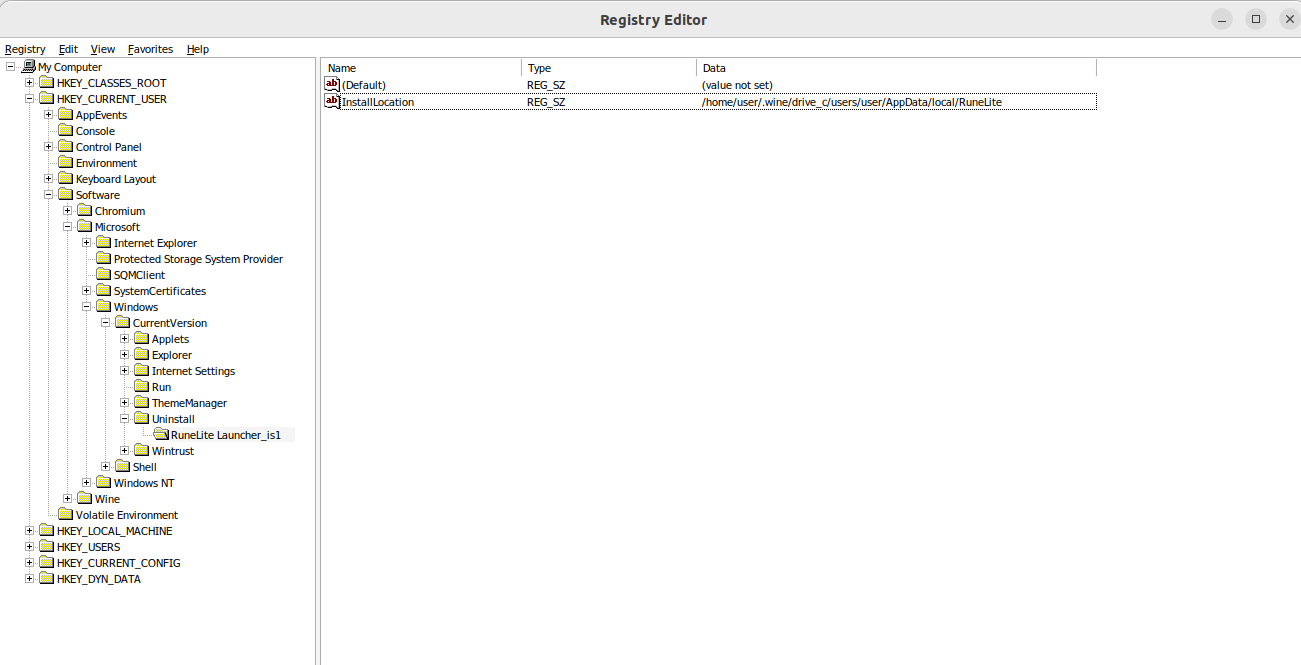 Registry Editor
Registry Edit View Favorites Help
My Computer
HKEY_CLASSES_ROOT
HKEY_CURRENT_USER
AppEvents
Console
Control Panel
Environment
Keyboard Layout
Software
Chromium
Microsoft
Internet Explorer
Protected Storage System Provider
SQMClient
SystemCertificates
Windows
CurrentVersion
Applets
Explorer
Internet Settings
Run
ThemeManager
Uninstall
RuneLite Launcher_is1
Wintrust
Shell
Windows NT
Wine
Volatile Environment
HKEY_LOCAL_MACHINE
HKEY_USERS
HKEY_CURRENT_CONFIG
HKEY_DYN_DATA
Name Type Data
ab (Default) REG_SZ (value not set)
ab InstallLocation REG_SZ /home/user/.wine/drive_c/users/user/AppData/local/RuneLite